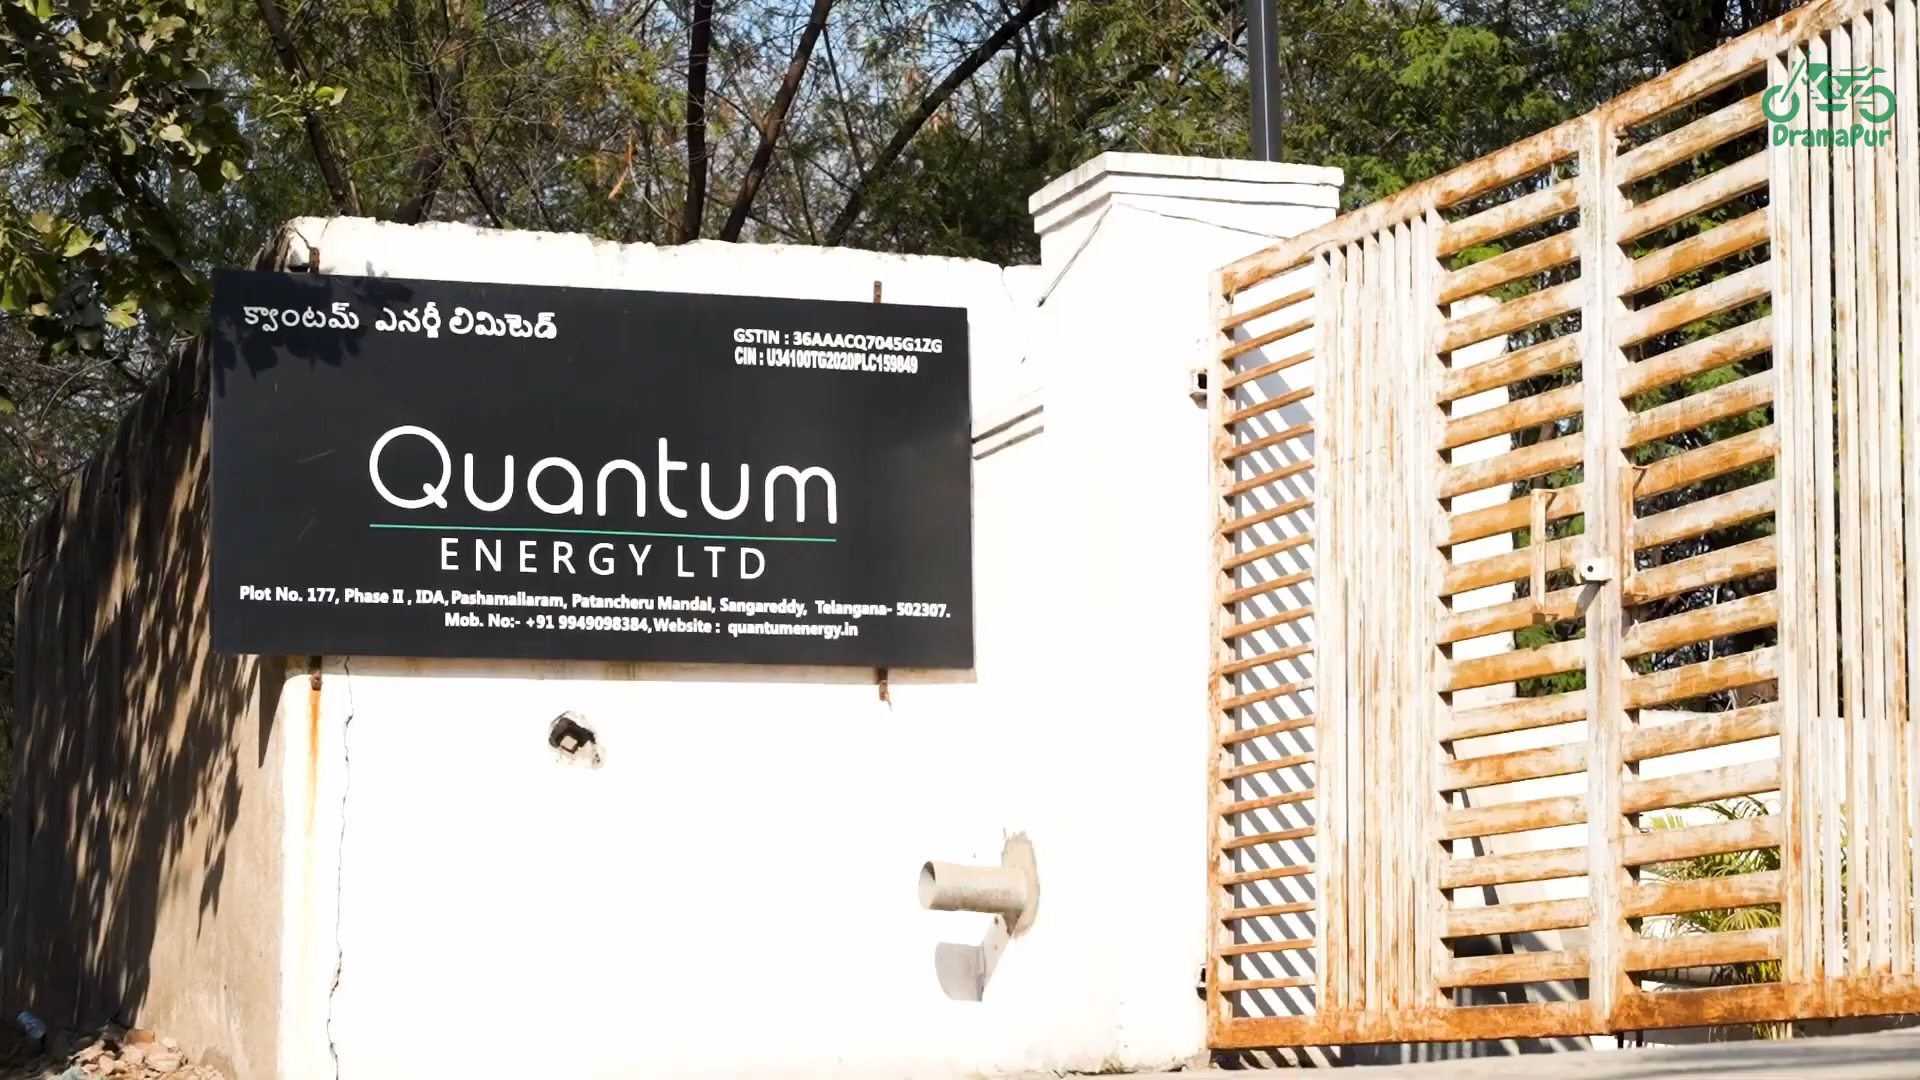 క్వాంటమ్ ఎనర్జీ లిమిటెడ్
GSTIN : 36AAACQ7045G1ZG
CIN : U34100TG2020PLC159849
Quantum
ENERGY LTD
Plot No. 177, Phase II , IDA, Pashamailaram, Patancheru Mandal, Sangareddy, Telangana- 502307.
Mob. No:- +91 9949098384, Website : quantumenergy.in
DramaPur